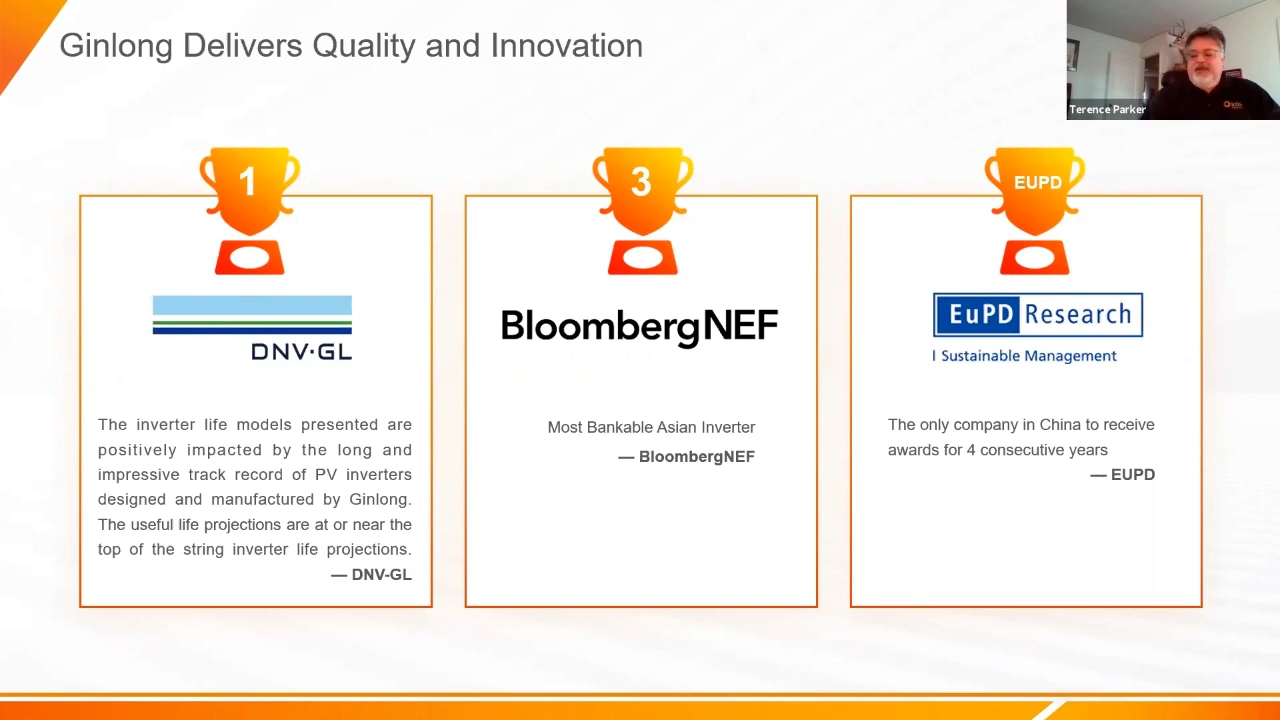 Ginlong Delivers Quality and Innovation
Terence Parker
1
DNV·GL
The inverter life models presented are
positively impacted by the long and
impressive track record of PV inverters
designed and manufactured by Ginlong.
The useful life projections are at or near the
top of the string inverter life projections.
— DNV-GL
3
BloombergNEF
Most Bankable Asian Inverter
— BloombergNEF
EUPD
EuPD Research
| Sustainable Management
The only company in China to receive
awards for 4 consecutive years
— EUPD